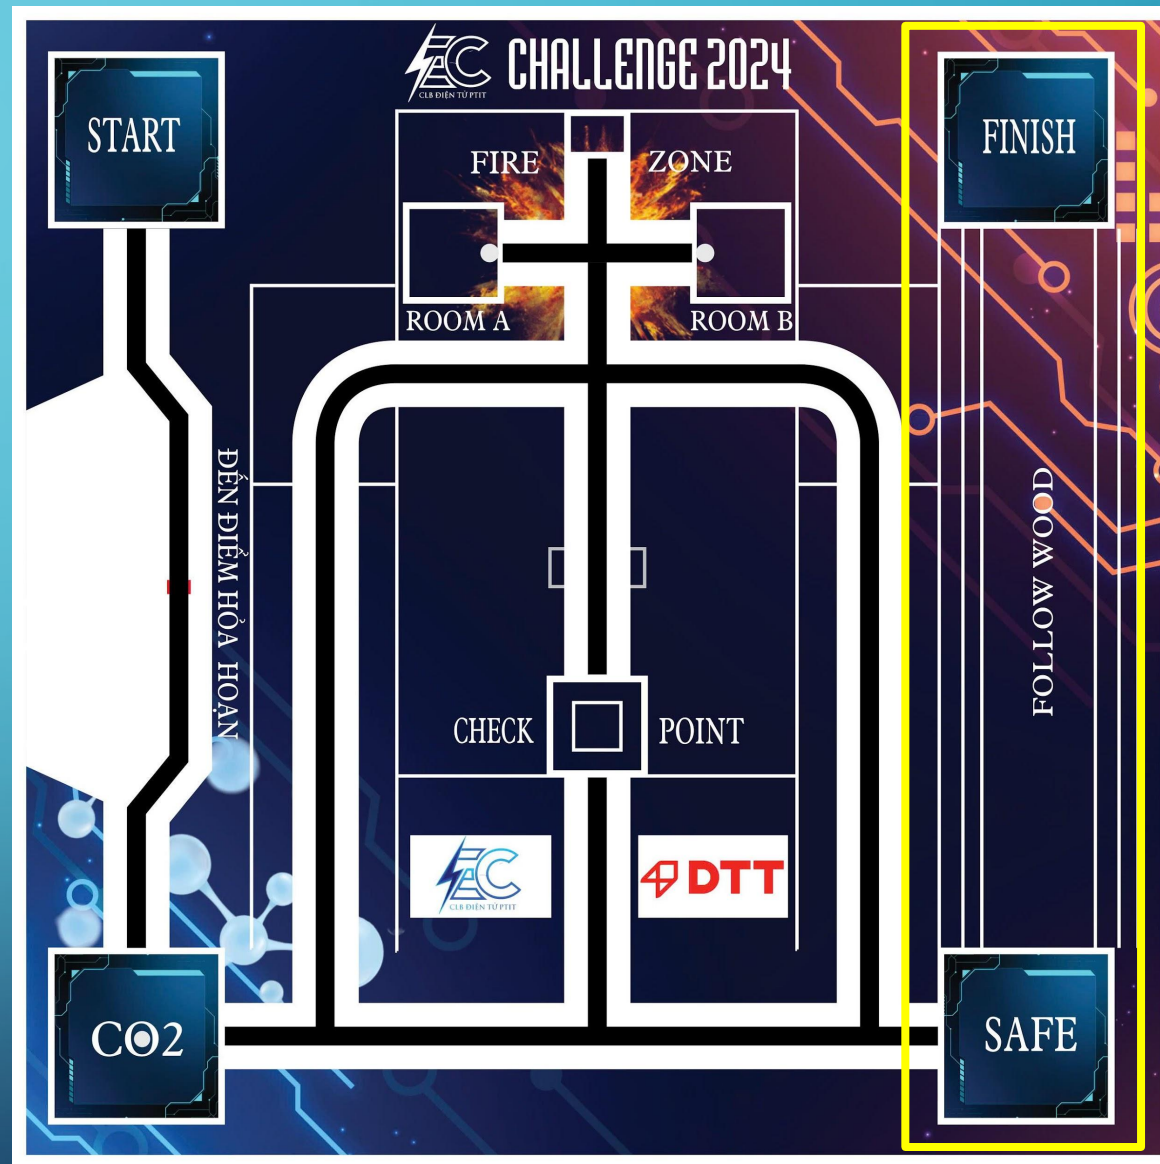 CLB ĐIỆN TỬ PTIT
CHALLENGE 2024
START
FINISH
FIRE ZONE
ROOM A
ROOM B
ĐẾN ĐIỂM HỎA HOẠN
FOLLOW WOOD
CHECK POINT
EC
CLB ĐIỆN TỬ PTIT
DTT
CO2
SAFE